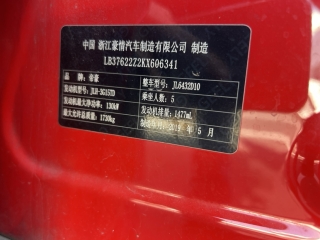 中国 浙江豪情汽车制造有限公司 制造
LB37622Z2KX606341
品牌：帝豪 整车型号：JL6432D10
发动机型号：JLH-3G15TD 乘坐人数：5
发动机最大净功率：130kW 发动机排量：1477mL
最大允许总质量：1730kg 制造年月：2019 年 5 月